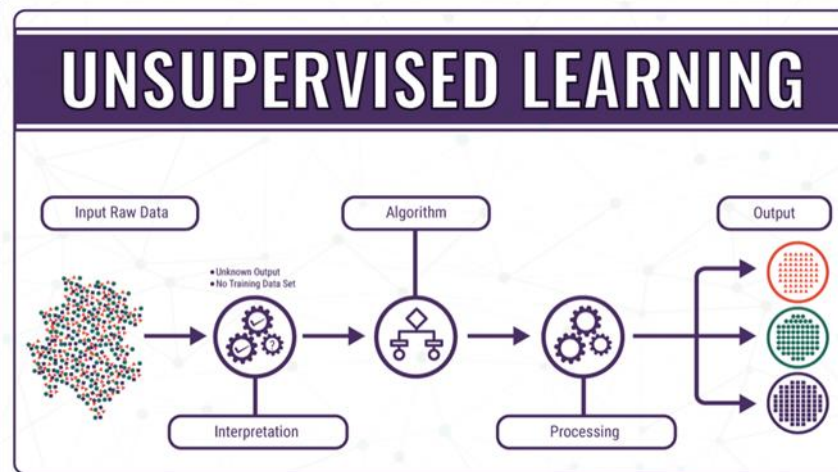 UNSUPERVISED LEARNING
Input Raw Data
Algorithm
Output
• Unknown Output
• No Training Data Set
?
Interpretation
Processing